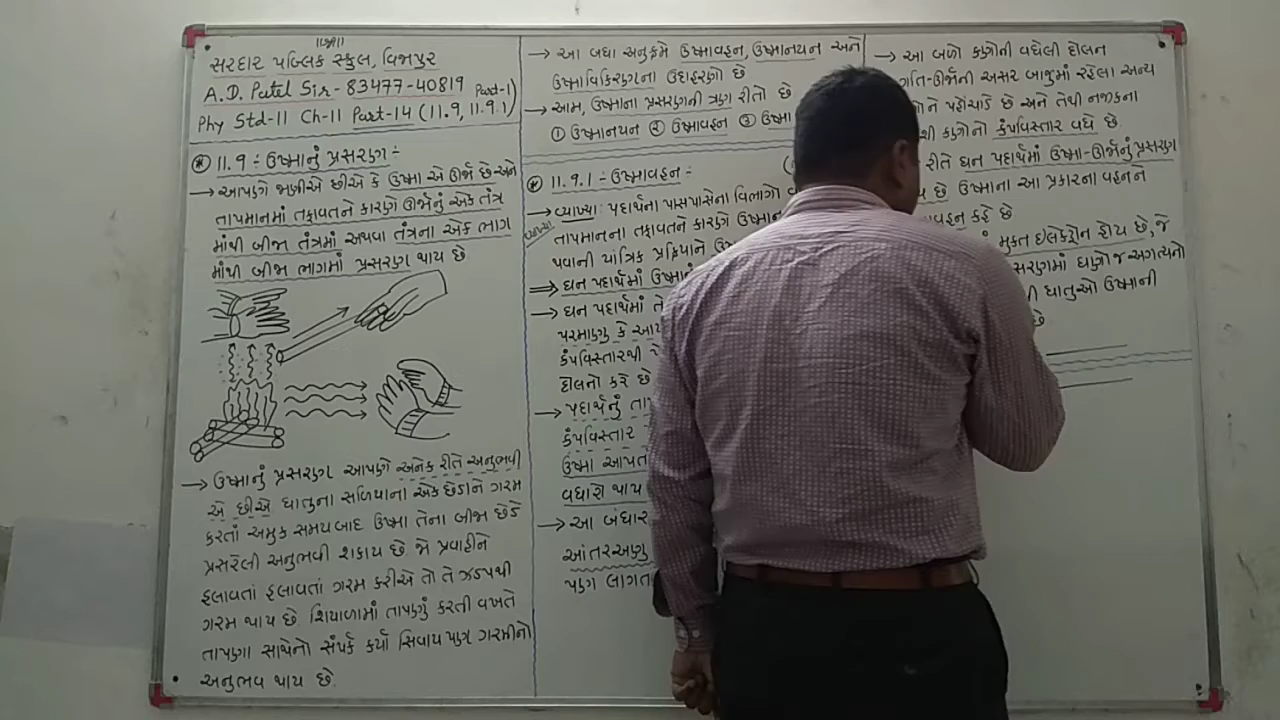 ॥શ્રી॥
સરદાર પબ્લિક સ્કુલ, વિજાપુર
A.D. Patel Sir - 83477-40819 Part-1
Phy Std-11 Ch-11 Part-14 (11.9, 11.9.1)
11.9 :- ઉષ્માનું પ્રસરણ :-
→ આપણે જાણીએ છીએ કે ઉષ્મા એ ઊર્જા છે અને
તાપમાનમાં તફાવતને કારણે ઊર્જાનું એક તંત્ર
માંથી બીજા તંત્રમાં અથવા તંત્રના એક ભાગ
માંથી બીજા ભાગમાં પ્રસરણ થાય છે
→ ઉષ્માનું પ્રસરણ આપણે અનેક રીતે અનુભવી
એ છીએ ધાતુના સળિયાના એક છેડાને ગરમ
કરતાં અમુક સમયબાદ ઉષ્મા તેના બીજા છેડે
પ્રસરેલી અનુભવી શકાય છે જો પ્રવાહીને
હલાવતાં હલાવતાં ગરમ કરીએ તો તે ઝડપથી
ગરમ થાય છે શિયાળામાં તાપણું કરતી વખતે
તાપણા સાથેનો સંપર્ક કર્યા સિવાય પણ ગરમીનો
અનુભવ થાય છે.
→ આ બધા અનુક્રમે ઉષ્માવહન, ઉષ્માનયન અને
ઉષ્માવિકિરણના ઉદાહરણો છે
→ આમ, ઉષ્માના પ્રસરણની ત્રણ રીતો છે
① ઉષ્માનયન ② ઉષ્માવહન ③ ઉષ્મા
11.9.1 :- ઉષ્માવહન :-
→ વ્યાખ્યા: પદાર્થના પાસપાસેના વિભાગો વ
તાપમાનના તફાવતને કારણે ઉષ્માન
થવાની યાંત્રિક પ્રક્રિયાને ઉ
⇒ ઘન પદાર્થમાં ઉષ્માનું
→ ઘન પદાર્થમાં તે
પરમાણુ કે આય
કંપવિસ્તારથી
દોલનો કરે છે
→ પદાર્થનું તા
કંપવિસ્તાર
ઉષ્મા આપતાં
વધારો થાય
→ આ બંધાર
આંતરઅણુ
પણ લાગતા
→ આ બળો કણોની વધેલી દોલન
ગતિ-ઊર્જાની અસર બાજુમાં રહેલા અન્ય
ને પહોંચાડે છે અને તેથી નજીકના
કણોનો કંપવિસ્તાર વધે છે.
રીતે ઘન પદાર્થમાં ઉષ્મા-ઊર્જાનું પ્રસરણ
છે ઉષ્માના આ પ્રકારના વહનને
વહન કહે છે
મુક્ત ઇલેક્ટ્રોન હોય છે, જે
સરણમાં ઘણો જ અગત્યનો
ધાતુઓ ઉષ્માની
છે